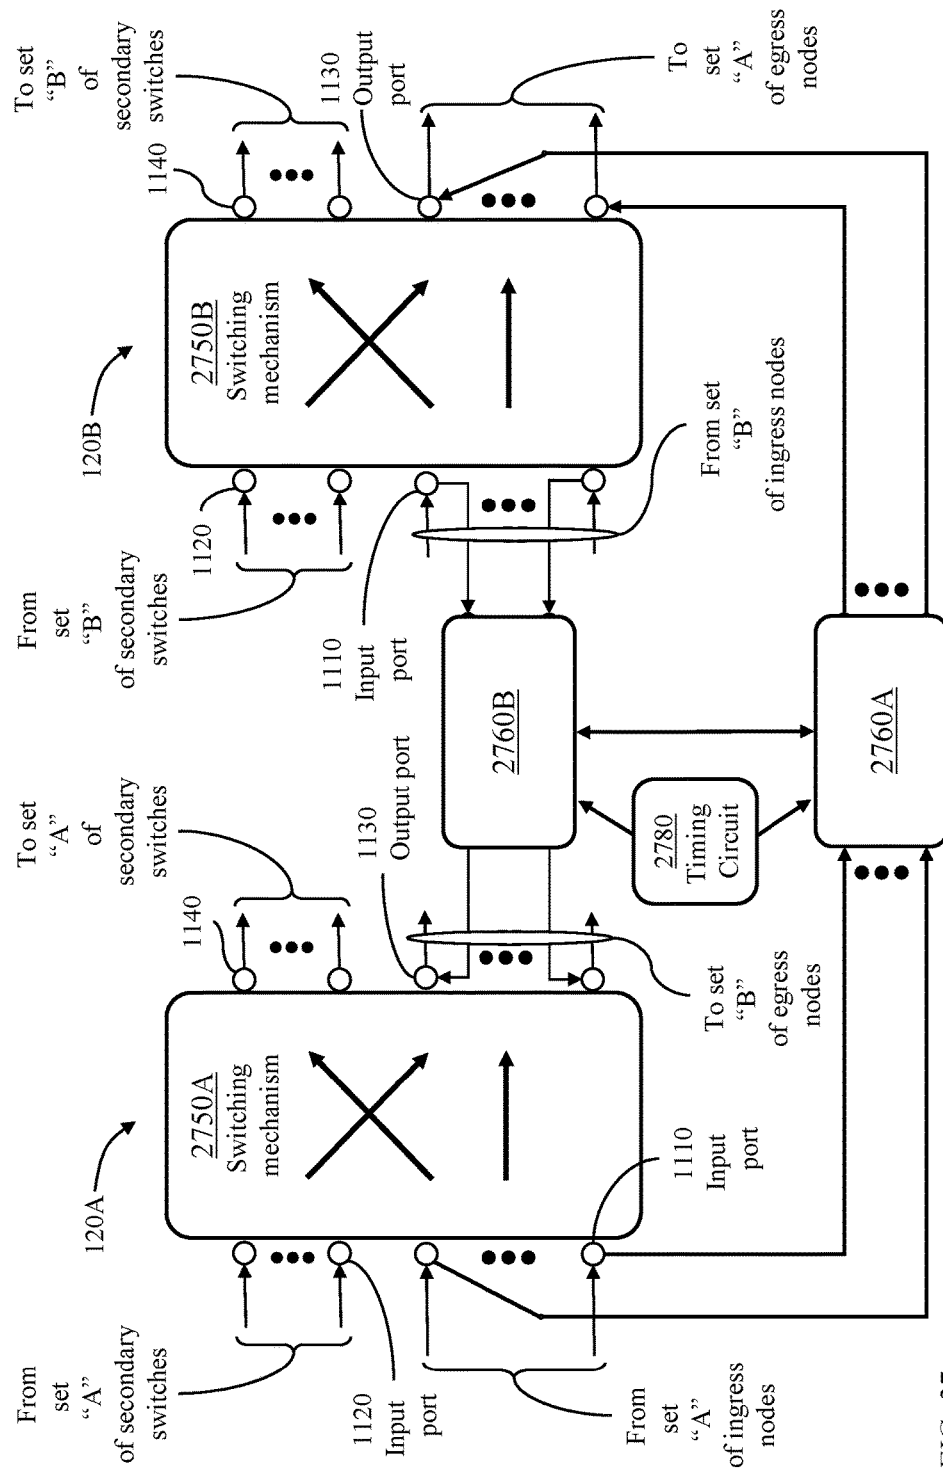 From
set
“A”
of secondary
switches
120A
To set
“A”
of
secondary
switches
From
set
“B”
of secondary
switches
120B
To set
“B”
of
secondary
switches
1120
Input
port
1140
1120
1140
2750A
Switching
mechanism
2750B
Switching
mechanism
1130
Output port
1110
Input
port
1130
Output
port
From
set
“A”
of ingress
nodes
1110
Input
port
To set
“B”
of egress
nodes
2760B
From set
“B”
of ingress nodes
To
set
“A”
of egress
nodes
2780
Timing
Circuit
2760A